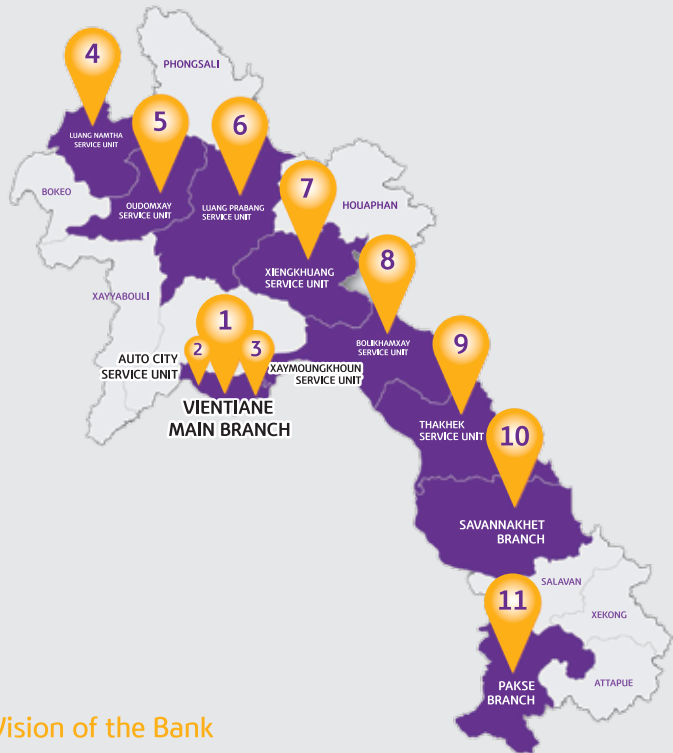 4
PHONGSALI
5
6
LUANG NAMTHA
SERVICE UNIT
7
BOKEO
OUDOMXAY
SERVICE UNIT
LUANG PRABANG
SERVICE UNIT
HOUAPHAN
8
XIENGKHUANG
SERVICE UNIT
XAYYABOULI
1
2
3
9
BOLIKHAMXAY
SERVICE UNIT
AUTO CITY
SERVICE UNIT
XAYMOUNGKHOUN
SERVICE UNIT
VIENTIANE
MAIN BRANCH
THAKHEK
SERVICE UNIT
10
SAVANNAKHET
BRANCH
SALAVAN
11
XEKONG
PAKSE
BRANCH
ATTAPUE
Vision of the Bank